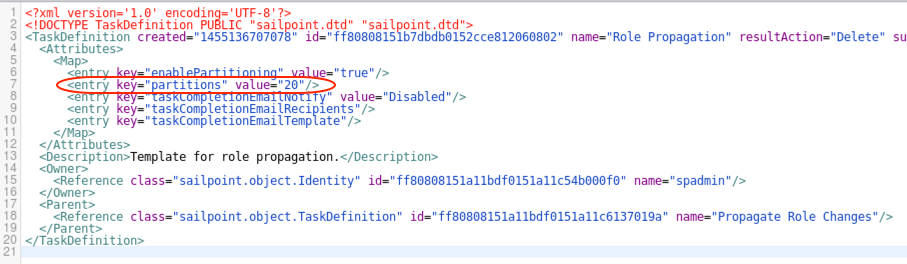 1 <?xml version='1.0' encoding='UTF-8'?>
2 <!DOCTYPE TaskDefinition PUBLIC "sailpoint.dtd" "sailpoint.dtd">
3 <TaskDefinition created="1455136707078" id="ff80808151b7dbdb0152ce812060802" name="Role Propagation" resultAction="Delete" su
4 <Attributes>
5 <Map>
6 <entry key="enablePartitioning" value="true"/>
7 <entry key="partitions" value="20"/>
8 <entry key="taskCompletionEmailNotify" value="Disabled"/>
9 <entry key="taskCompletionEmailRecipients"/>
10 <entry key="taskCompletionEmailTemplate"/>
11 </Map>
12 </Attributes>
13 <Description>Template for role propagation.</Description>
14 <Owner>
15 <Reference class="sailpoint.object.Identity" id="ff80808151a11bdf0151a11c54b000f0" name="spadmin"/>
16 </Owner>
17 <Parent>
18 <Reference class="sailpoint.object.TaskDefinition" id="ff80808151a11bdf0151a11c6137019a" name="Propagate Role Changes"/>
19 </Parent>
20 </TaskDefinition>
21